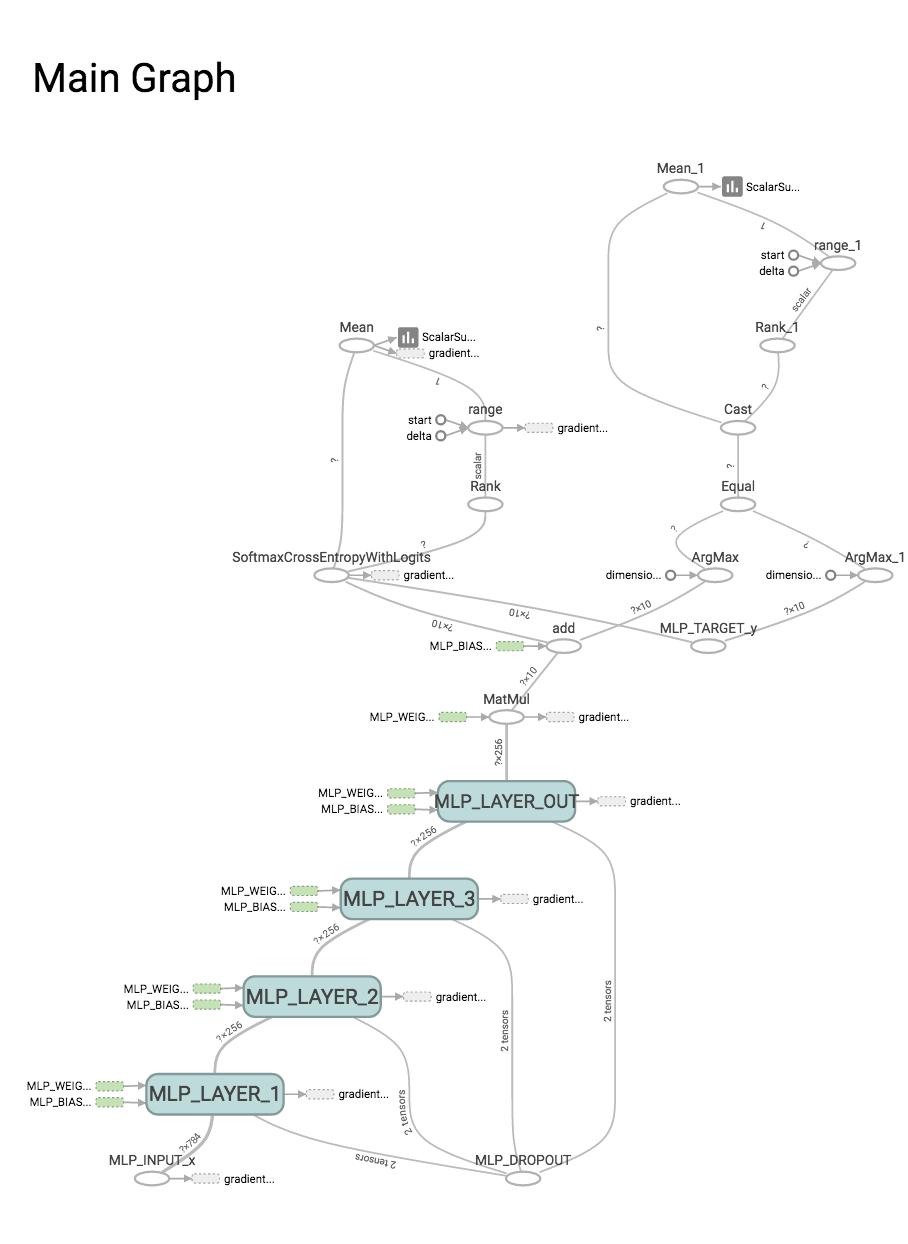 Main Graph
Mean_1
ScalarSu...
1
range_1
start
delta
scalar
?
Rank_1
Mean
ScalarSu...
gradient...
?
1
Cast
range
start
delta
gradient...
?
scalar
?
Rank
Equal
?
?
?
SoftmaxCrossEntropyWithLogits
gradient...
ArgMax
dimensio...
ArgMax_1
dimensio...
?×10
?×10
?×10
?×10
add
MLP_TARGET_y
MLP_BIAS...
?×10
MatMul
MLP_WEIG...
gradient...
?×256
MLP_WEIG...
MLP_BIAS...
MLP_LAYER_OUT
gradient...
?×256
MLP_WEIG...
MLP_BIAS...
MLP_LAYER_3
gradient...
?×256
MLP_WEIG...
MLP_BIAS...
MLP_LAYER_2
gradient...
2 tensors
2 tensors
?×256
MLP_WEIG...
MLP_BIAS...
MLP_LAYER_1
gradient...
2 tensors
?×784
2 tensors
MLP_INPUT_x
gradient...
MLP_DROPOUT